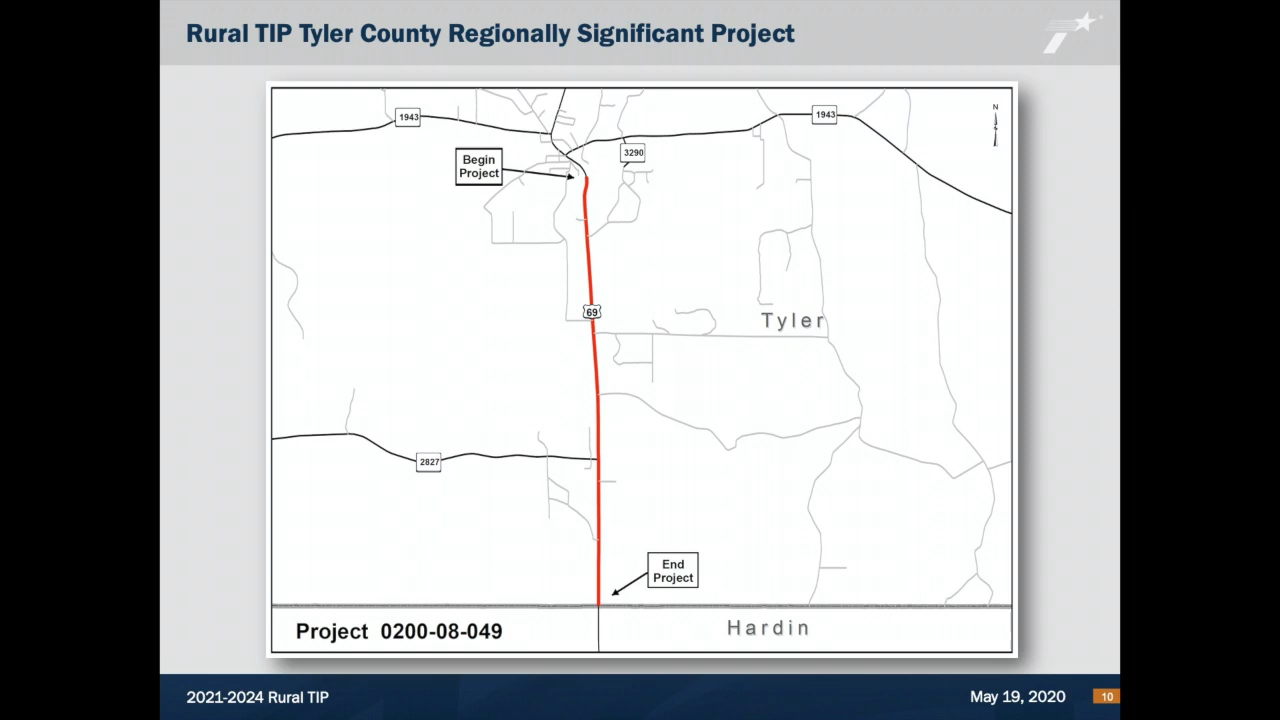 Rural TIP Tyler County Regionally Significant Project
1943
1943
N
3290
Begin
Project
69
Tyler
2827
End
Project
Project 0200-08-049
Hardin
2021-2024 Rural TIP
May 19, 2020
10